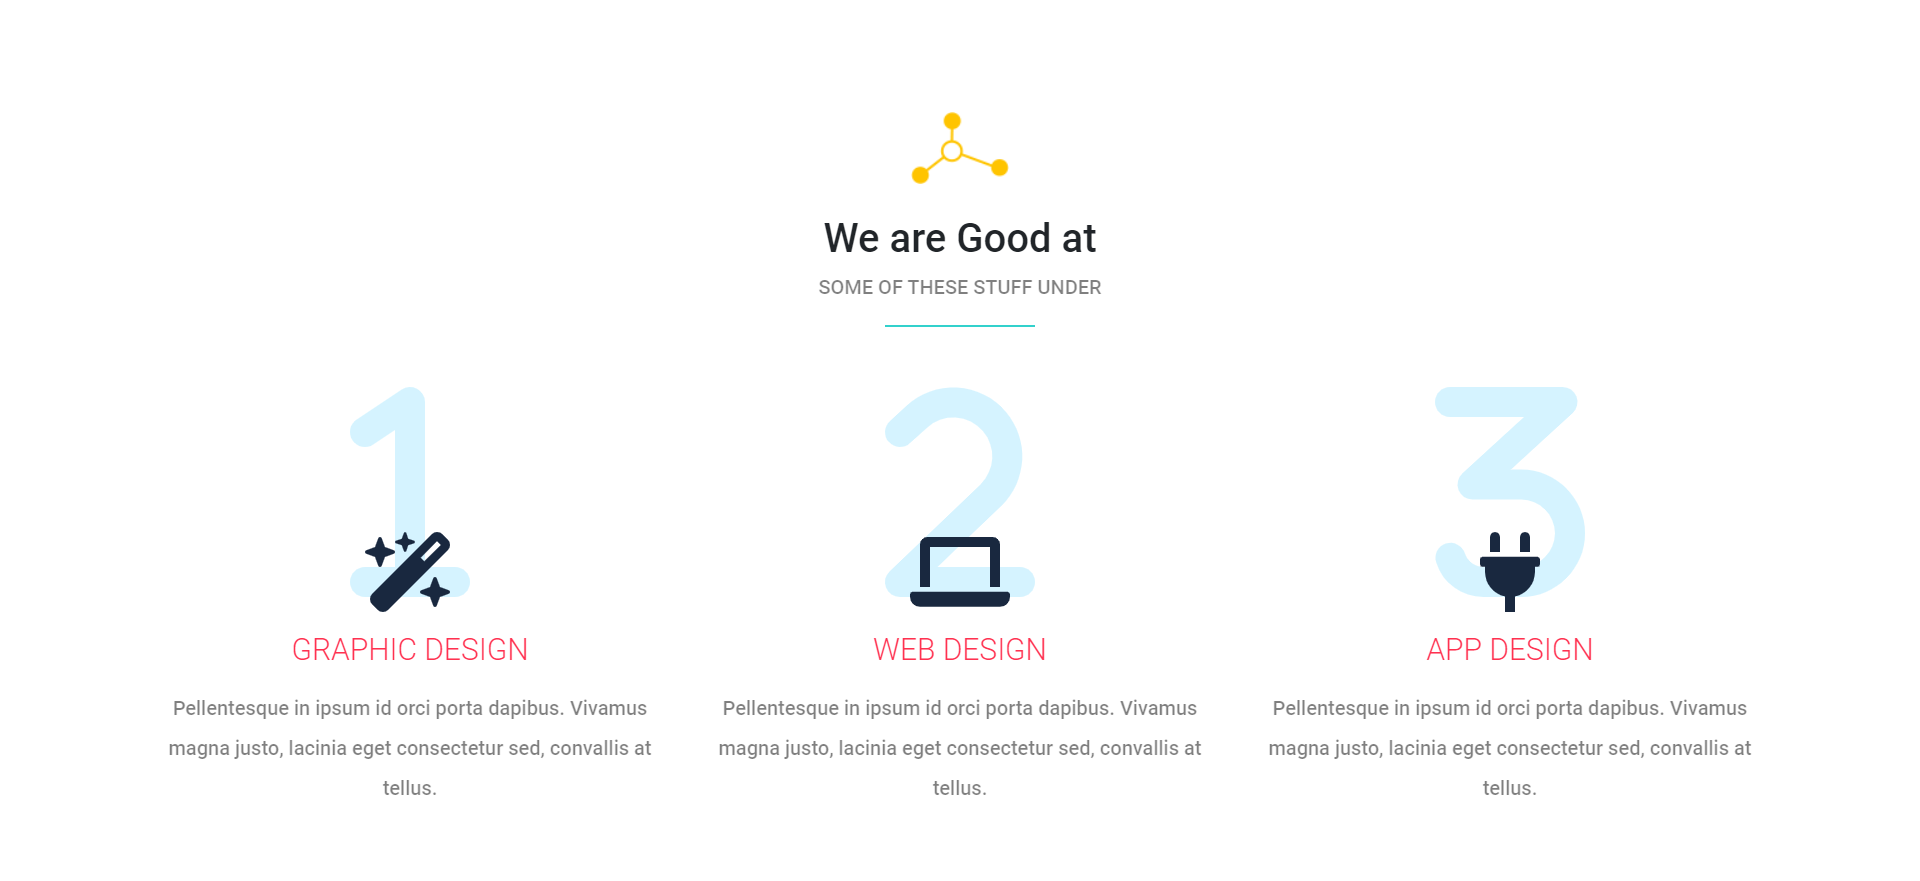 We are Good at
SOME OF THESE STUFF UNDER
1
GRAPHIC DESIGN
Pellentesque in ipsum id orci porta dapibus. Vivamus
magna justo, lacinia eget consectetur sed, convallis at
tellus.
2
WEB DESIGN
Pellentesque in ipsum id orci porta dapibus. Vivamus
magna justo, lacinia eget consectetur sed, convallis at
tellus.
3
APP DESIGN
Pellentesque in ipsum id orci porta dapibus. Vivamus
magna justo, lacinia eget consectetur sed, convallis at
tellus.